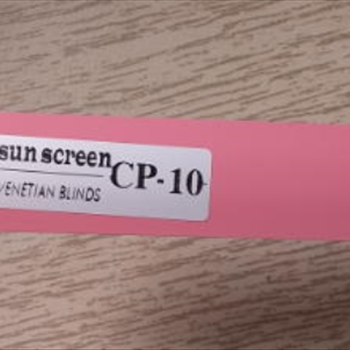 sun screen
VENETIAN BLINDS
CP-10